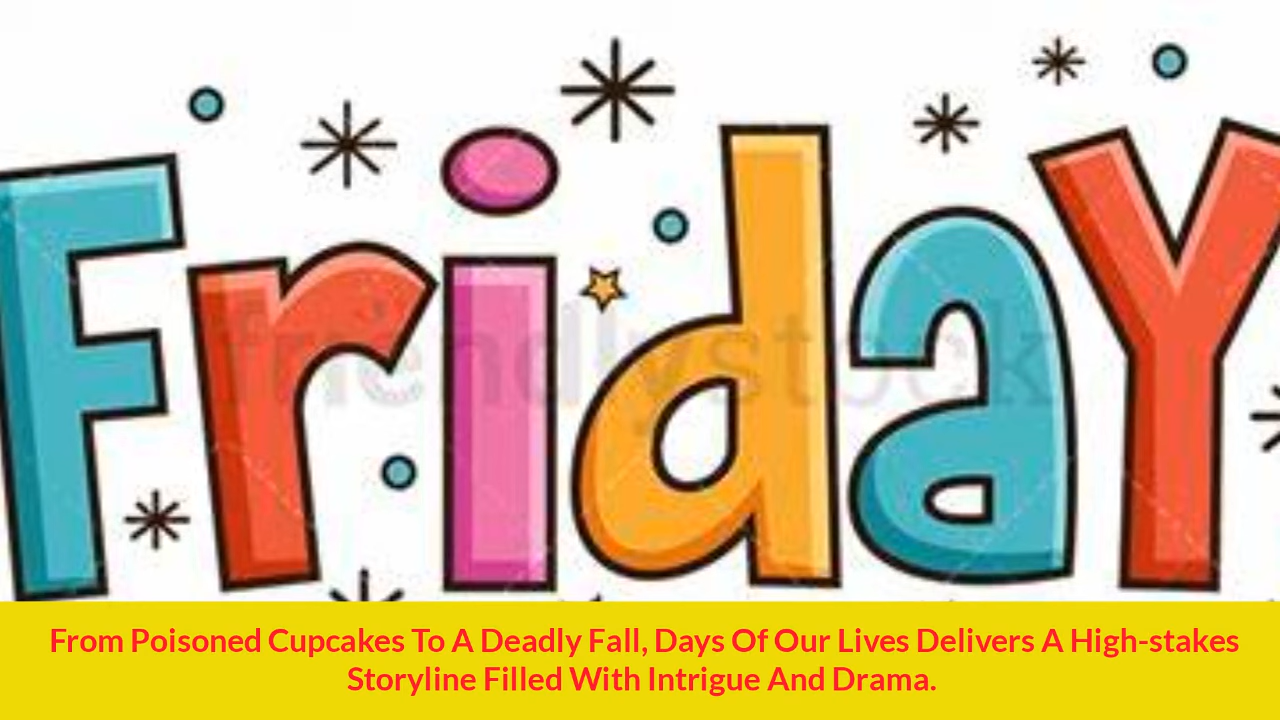 FridaY
friendlystock
From Poisoned Cupcakes To A Deadly Fall, Days Of Our Lives Delivers A High-stakes
Storyline Filled With Intrigue And Drama.